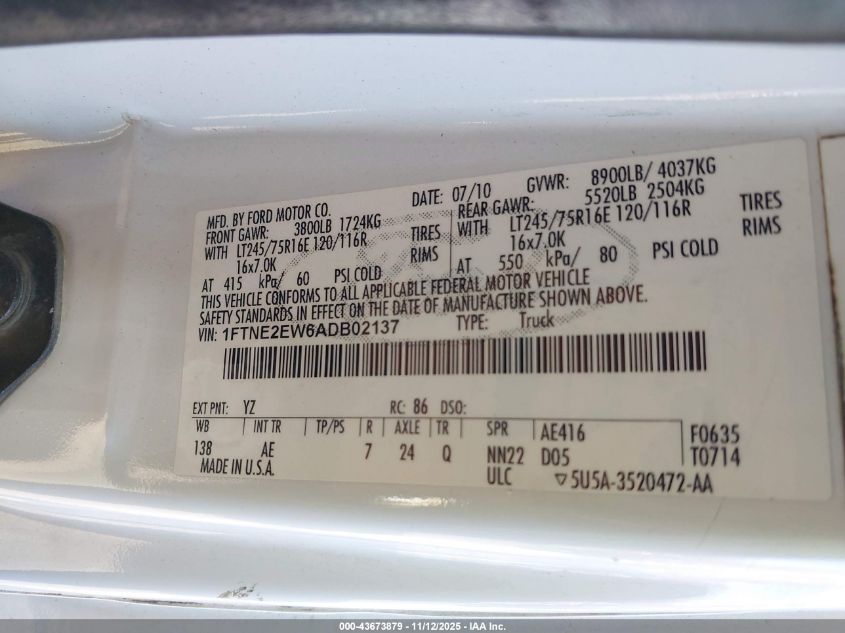 MFD. BY FORD MOTOR CO. DATE: 07/10 GVWR: 8900LB/ 4037KG
FRONT GAWR: 3800LB 1724KG REAR GAWR: 5520LB 2504KG
WITH LT245/75R16E 120/116R TIRES WITH LT245/75R16E 120/116R TIRES
16x7.0K RIMS 16x7.0K RIMS
AT 415 kPa/ 60 PSI COLD AT 550 kPa/ 80 PSI COLD
THIS VEHICLE CONFORMS TO ALL APPLICABLE FEDERAL MOTOR VEHICLE
SAFETY STANDARDS IN EFFECT ON THE DATE OF MANUFACTURE SHOWN ABOVE.
VIN: 1FTNE2EW6ADB02137 TYPE: Truck
EXT PNT: YZ RC: 86 DSO:
WB INT TR TP/PS R AXLE TR SPR AE416 F0635
138 AE 7 24 Q NN22 D05 T0714
MADE IN U.S.A. ULC ▽5U5A-3520472-AA
000-43673879 | 11/12/2025 | IAA Inc.